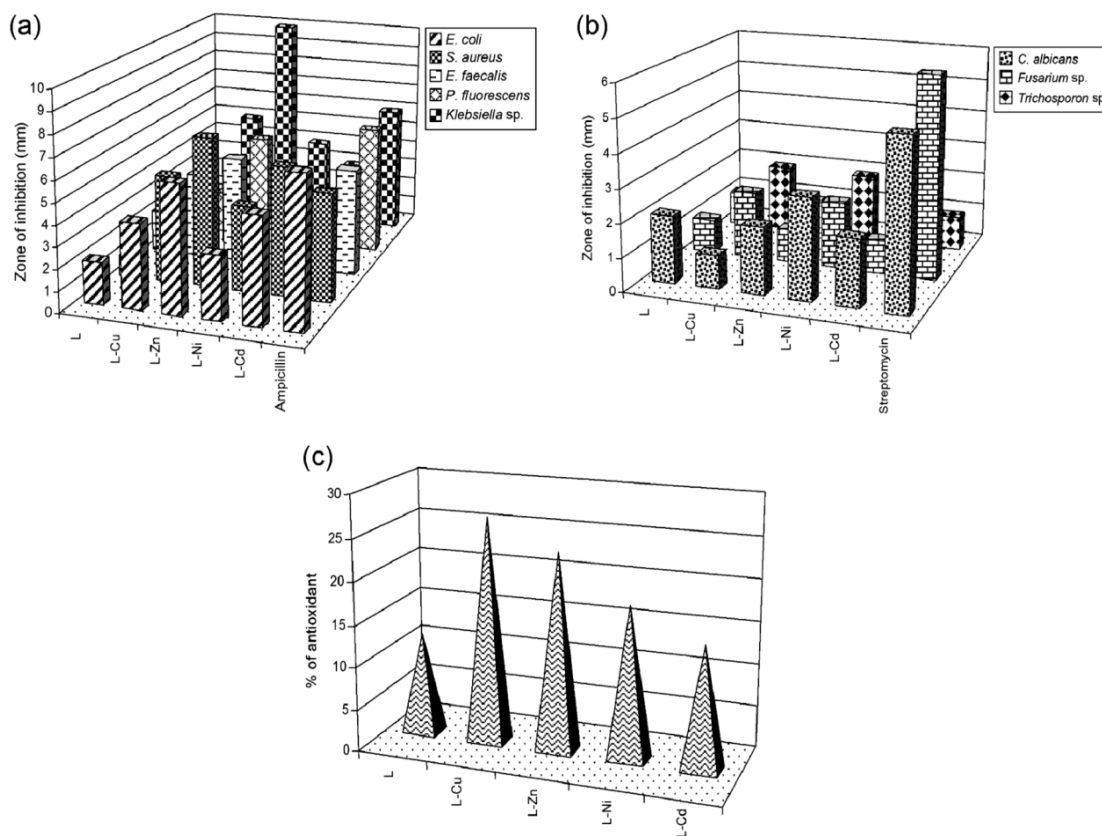 (a)
Zone of inhibition (mm)
10
9
8
7
6
5
4
3
2
1
0
L
L-Cu
L-Zn
L-Ni
L-Cd
Ampicillin
E. coli
S. aureus
E. faecalis
P. fluorescens
Klebsiella sp.
(b)
Zone of inhibition (mm)
6
5
4
3
2
1
0
L
L-Cu
L-Zn
L-Ni
L-Cd
Streptomycin
C. albicans
Fusarium sp.
Trichosporon sp
(c)
% of antioxidant
30
25
20
15
10
5
0
L
L-Cu
L-Zn
L-Ni
L-Cd